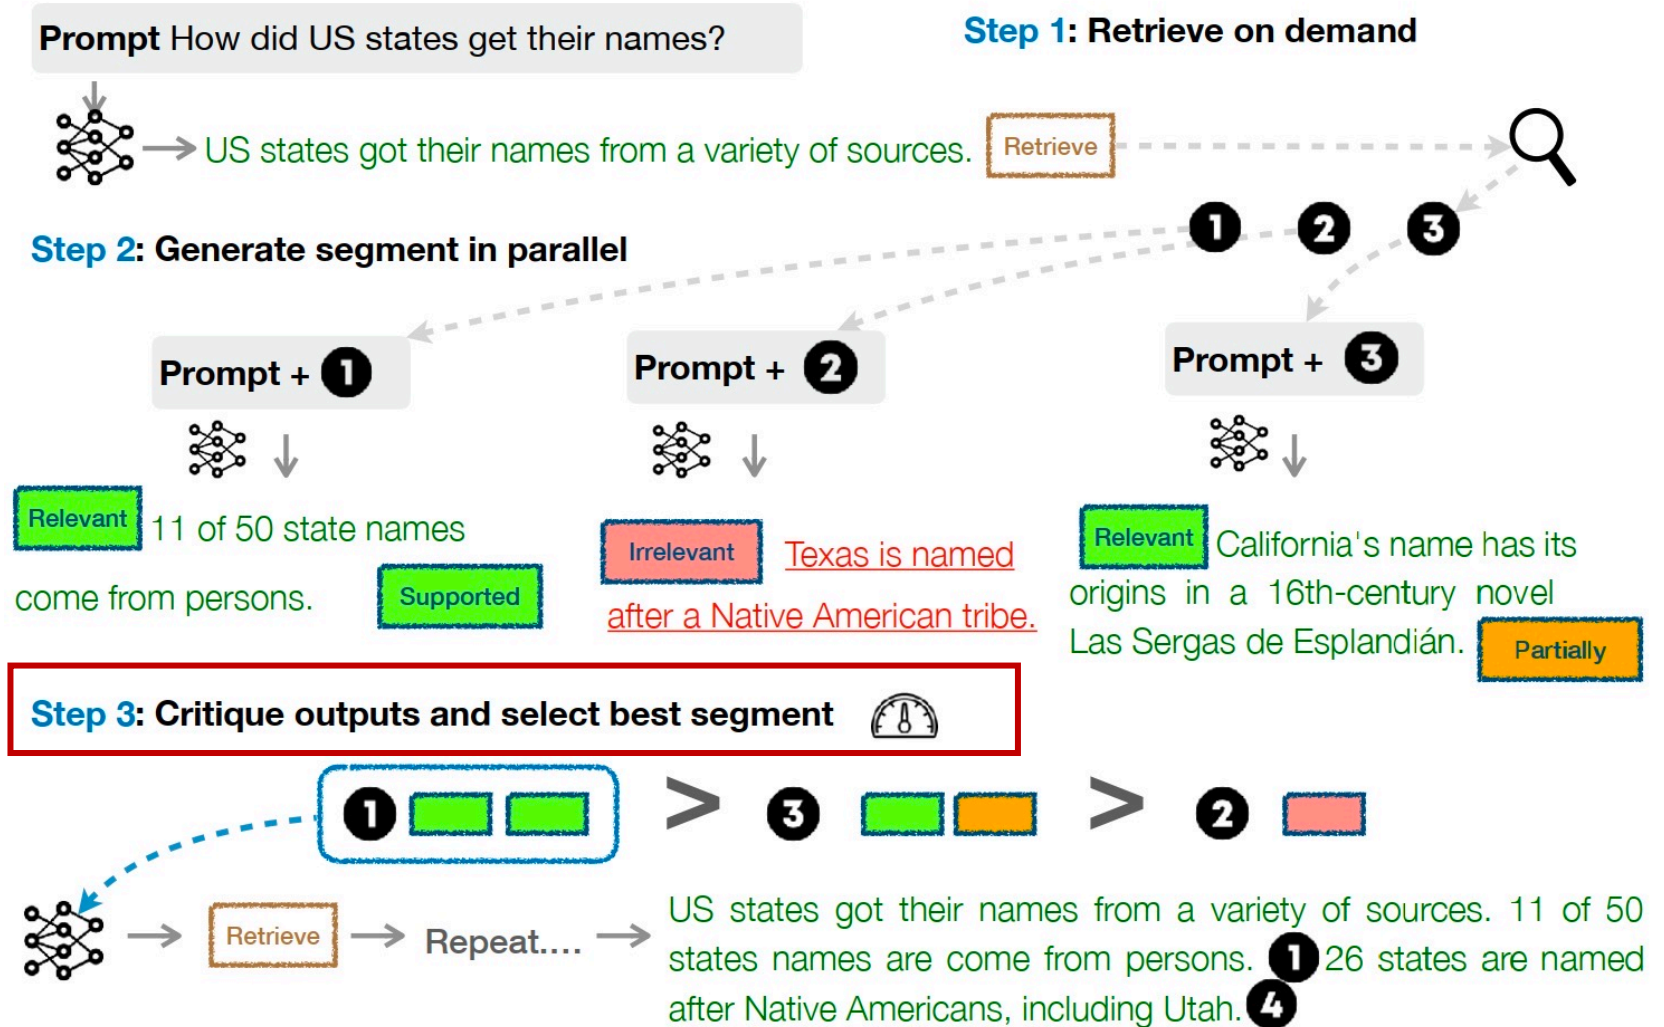 Prompt How did US states get their names?
Step 1: Retrieve on demand
US states got their names from a variety of sources. Retrieve
1 2 3
Step 2: Generate segment in parallel
Prompt + 1
Prompt + 2
Prompt + 3
Relevant 11 of 50 state names
come from persons. Supported
Irrelevant Texas is named
after a Native American tribe.
Relevant California's name has its
origins in a 16th-century novel
Las Sergas de Esplandián. Partially
Step 3: Critique outputs and select best segment
1 > 3 > 2
Retrieve Repeat....
US states got their names from a variety of sources. 11 of 50
states names are come from persons. 1 26 states are named
after Native Americans, including Utah. 4